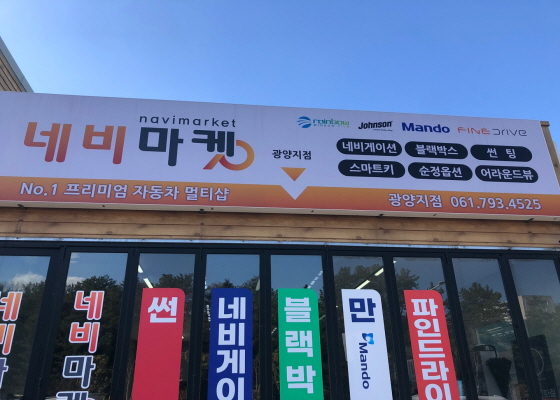 navimarket
네비마켓
광양지점
rainbow
Johnson
Mando
FINEDRIVE
네비게이션 블랙박스 썬팅
스마트키 순정옵션 어라운드뷰
No.1 프리미엄 자동차 멀티샵
광양지점 061.793.4525
네비
네비마
썬
네비게이
블랙박
만
Mando
파인드라이